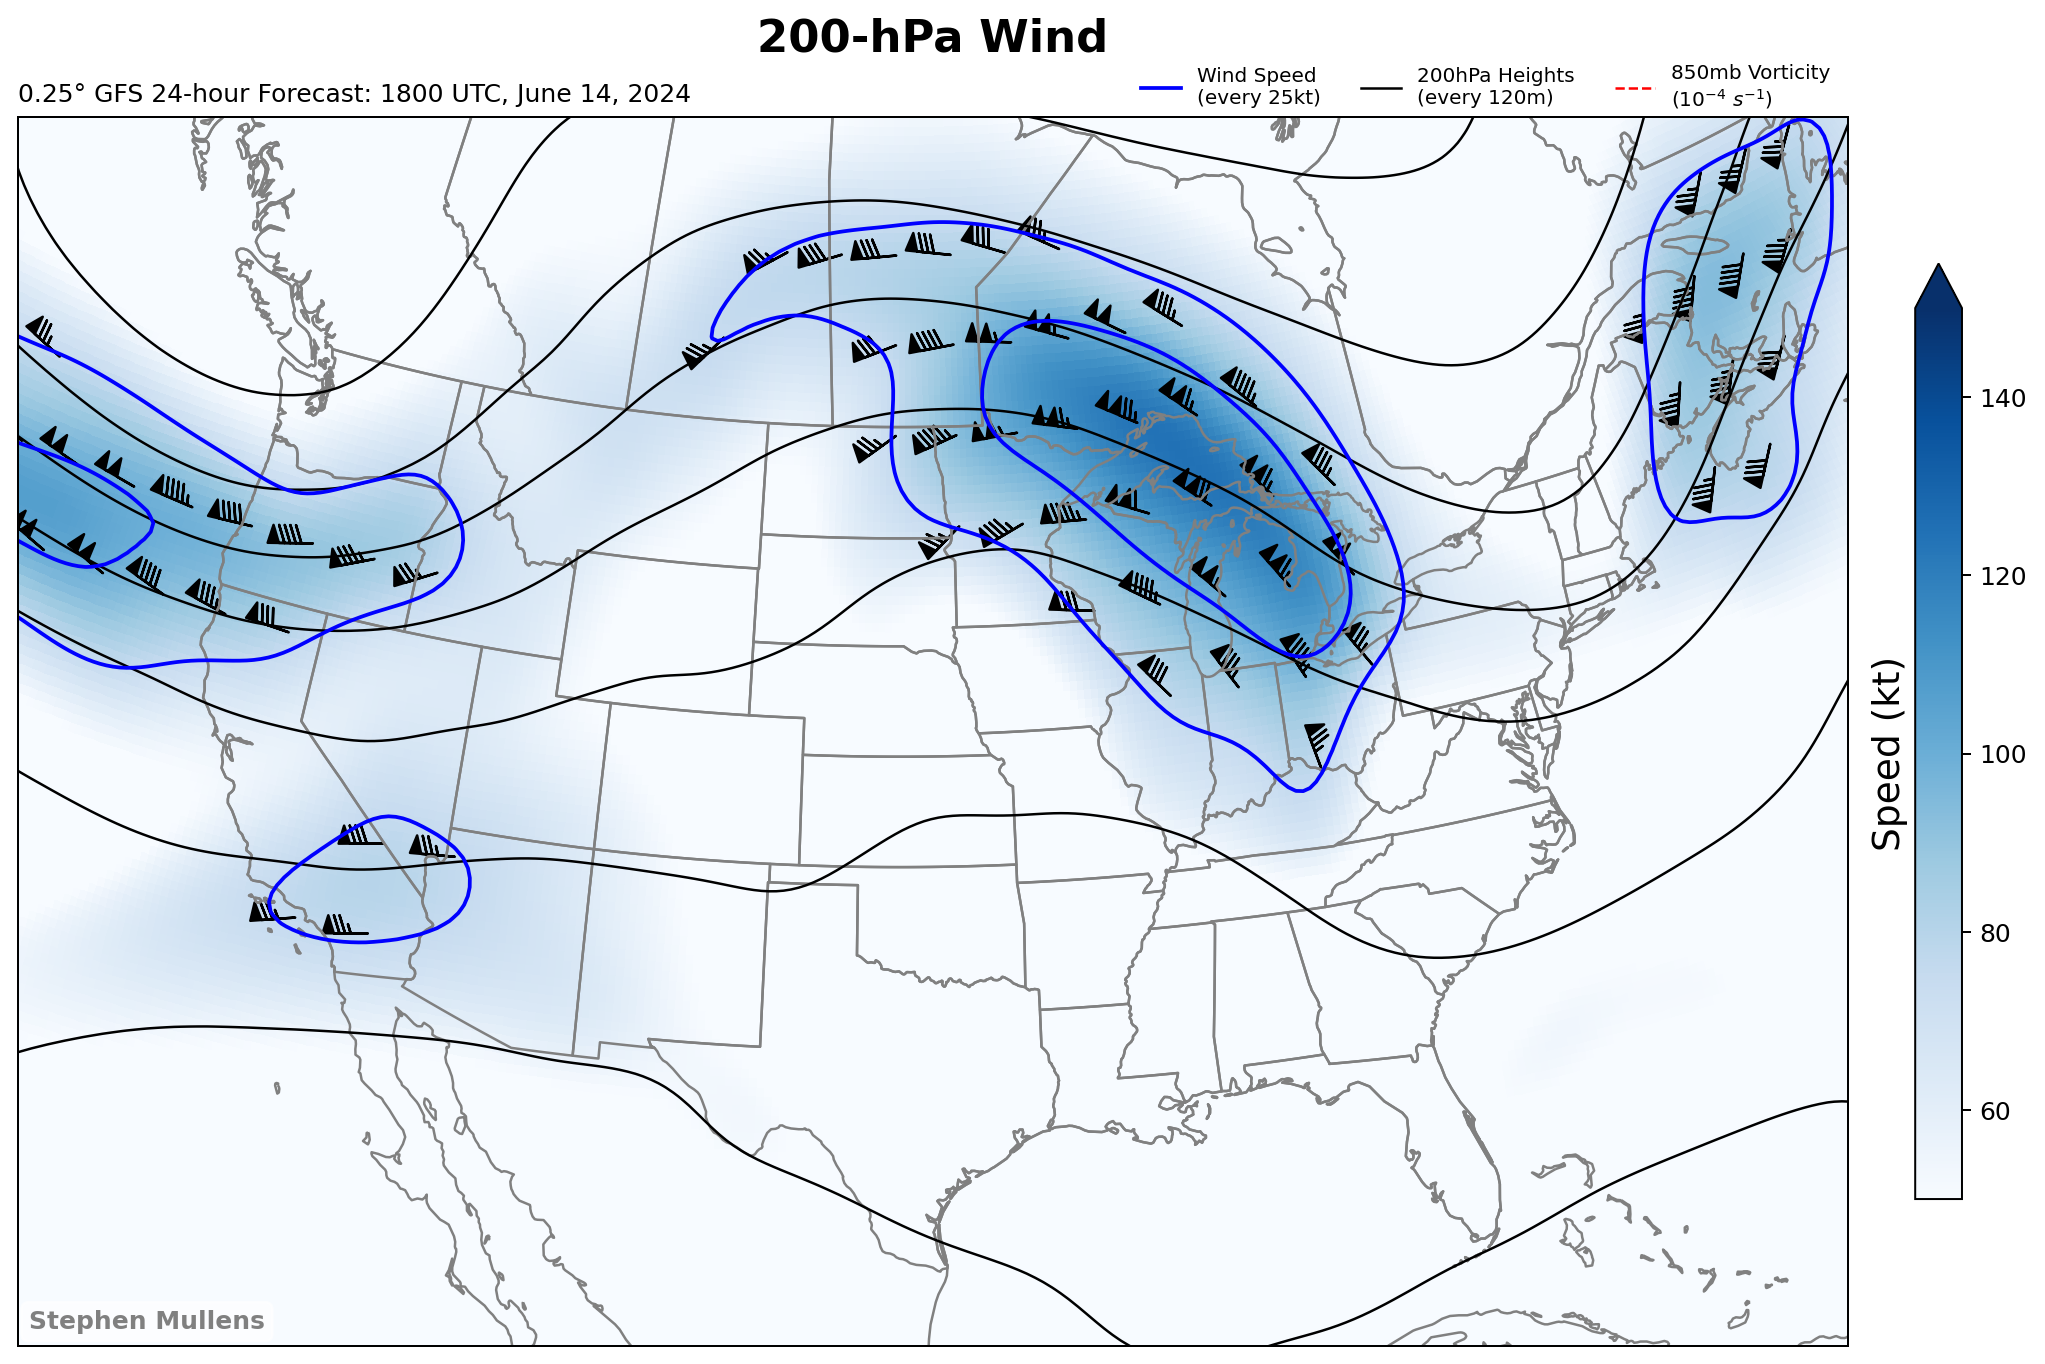 200-hPa Wind
0.25° GFS 24-hour Forecast: 1800 UTC, June 14, 2024
Wind Speed
(every 25kt)
200hPa Heights
(every 120m)
850mb Vorticity
(10⁻⁴ s⁻¹)
140
120
100
80
60
Speed (kt)
Stephen Mullens